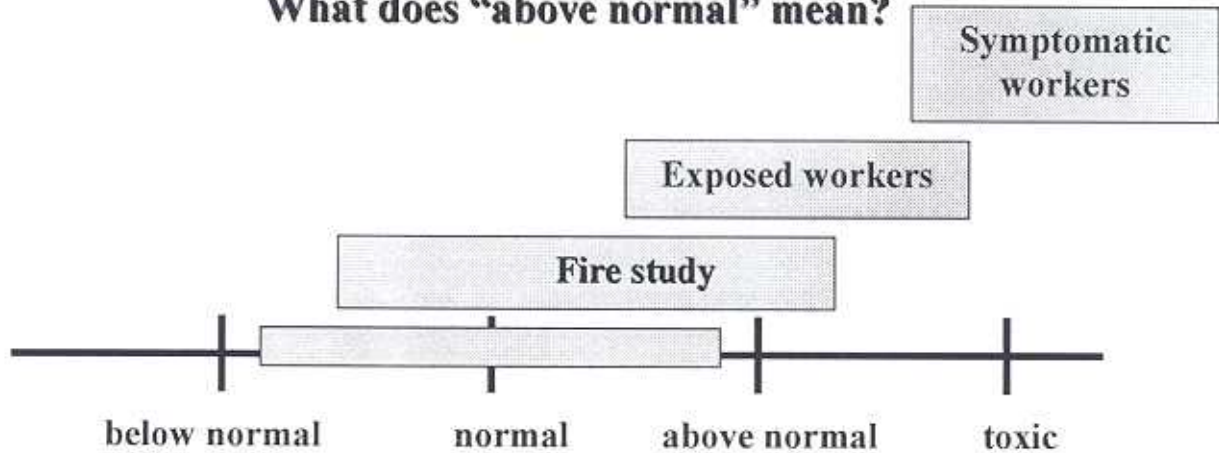 What does “above normal” mean?
Symptomatic
workers
Exposed workers
Fire study
below normal
normal
above normal
toxic